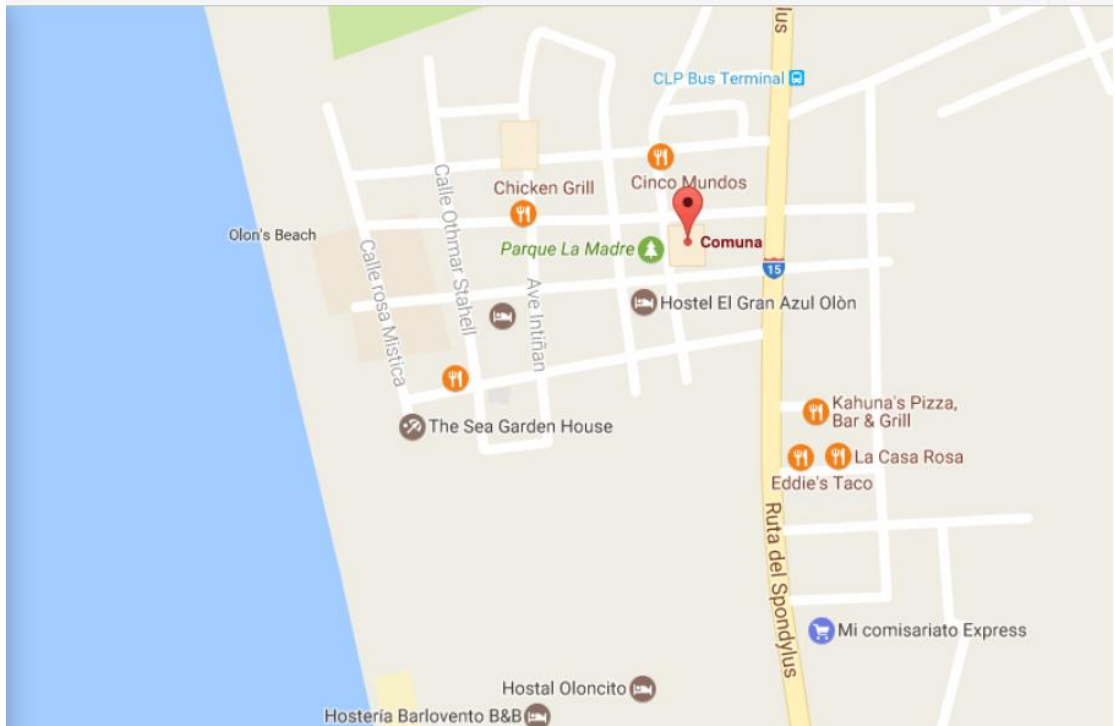 lus
CLP Bus Terminal
Chicken Grill
Cinco Mundos
Olon's Beach
Parque La Madre
Comuna
15
Calle Othmar Stahell
Calle rosa Mistica
Ave Intiñan
Hostel El Gran Azul Olòn
Kahuna's Pizza,
Bar & Grill
The Sea Garden House
La Casa Rosa
Eddie's Taco
Ruta del Spondylus
Mi comisariato Express
Hostal Oloncito
Hostería Barlovento B&B